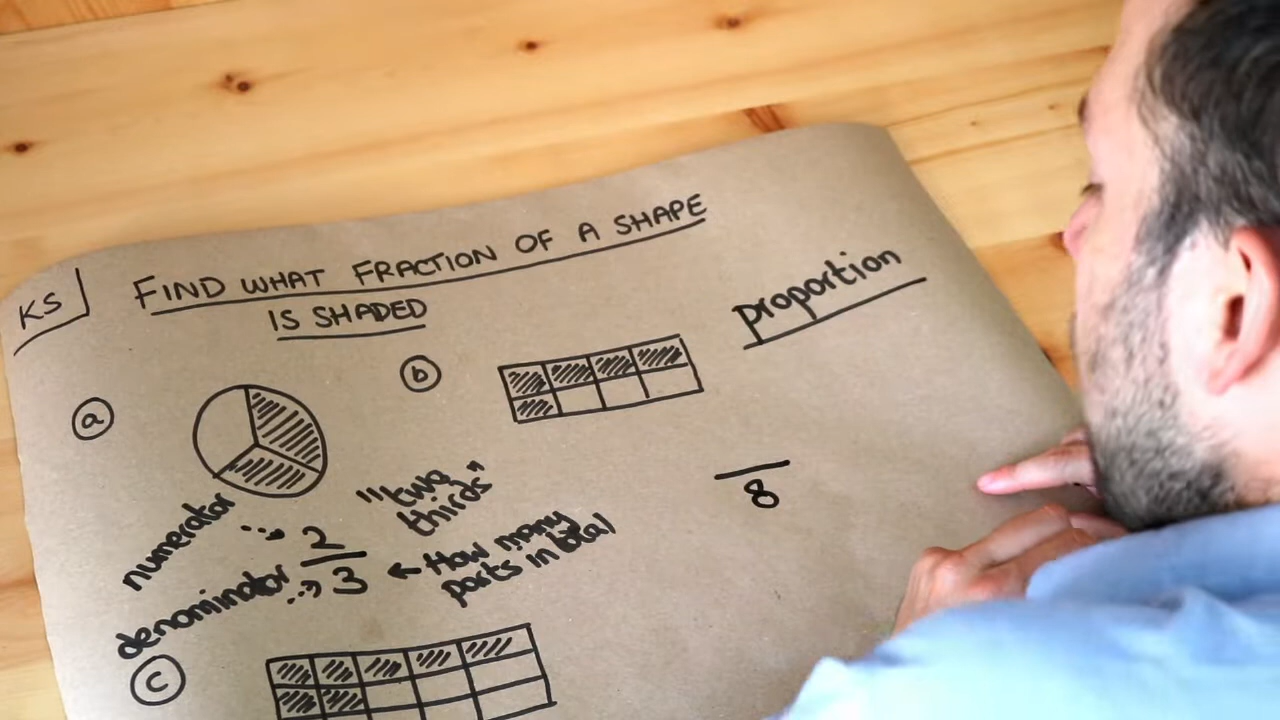 KS
FIND WHAT FRACTION OF A SHAPE
IS SHADED
proportion
a
b
"two
thirds"
numerator
2
3
denominator
← How many
parts in total
8
c